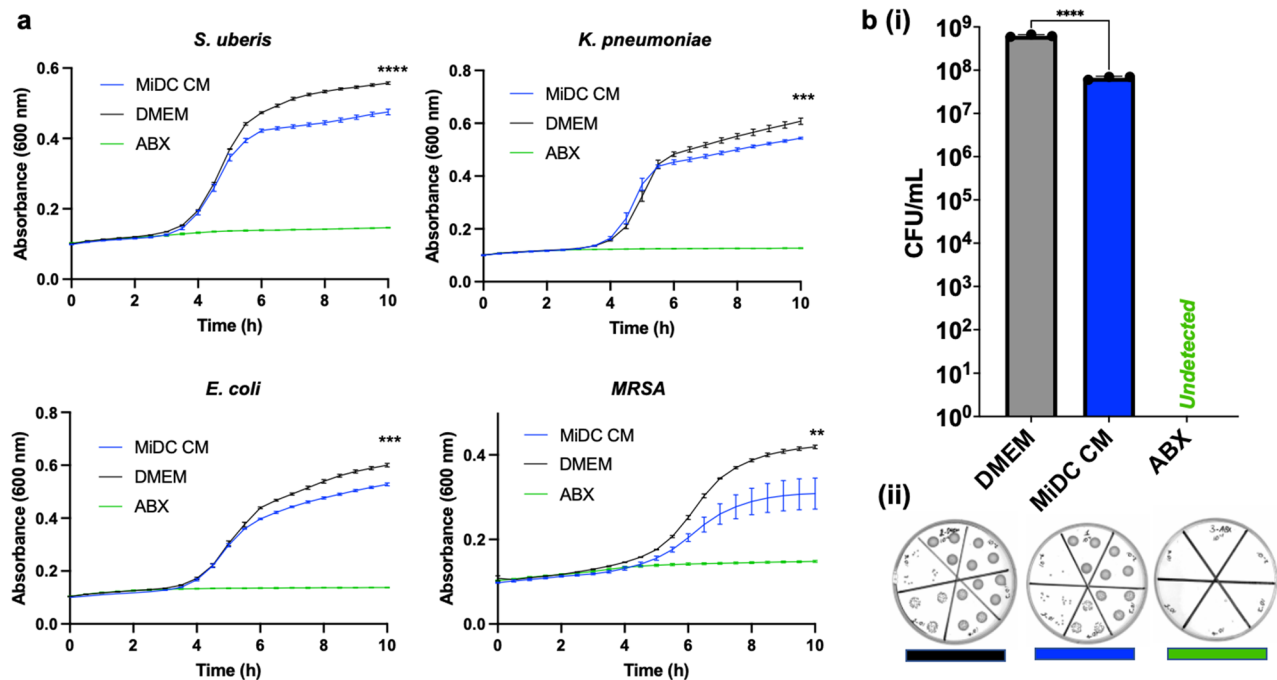 a
S. uberis
MiDC CM
DMEM
ABX
****
Absorbance (600 nm)
0.6
0.4
0.2
0.0
0
2
4
6
8
10
Time (h)
K. pneumoniae
MiDC CM
DMEM
ABX
***
Absorbance (600 nm)
0.8
0.6
0.4
0.2
0.0
0
2
4
6
8
10
Time (h)
E. coli
MiDC CM
DMEM
ABX
***
Absorbance (600 nm)
0.8
0.6
0.4
0.2
0.0
0
2
4
6
8
10
Time (h)
MRSA
MiDC CM
DMEM
ABX
**
Absorbance (600 nm)
0.4
0.2
0.0
0
2
4
6
8
10
Time (h)
b (i)
****
CFU/mL
10⁹
10⁸
10⁷
10⁶
10⁵
10⁴
10³
10²
10¹
10⁰
Undetected
DMEM
MiDC CM
ABX
(ii)